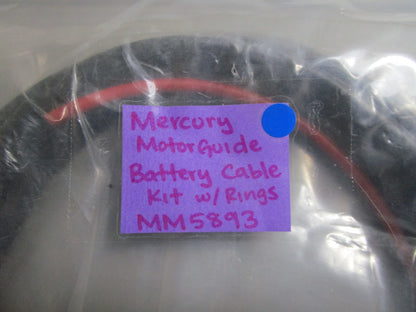 Mercury
MotorGuide
Battery Cable
Kit w/ Rings
MM5893